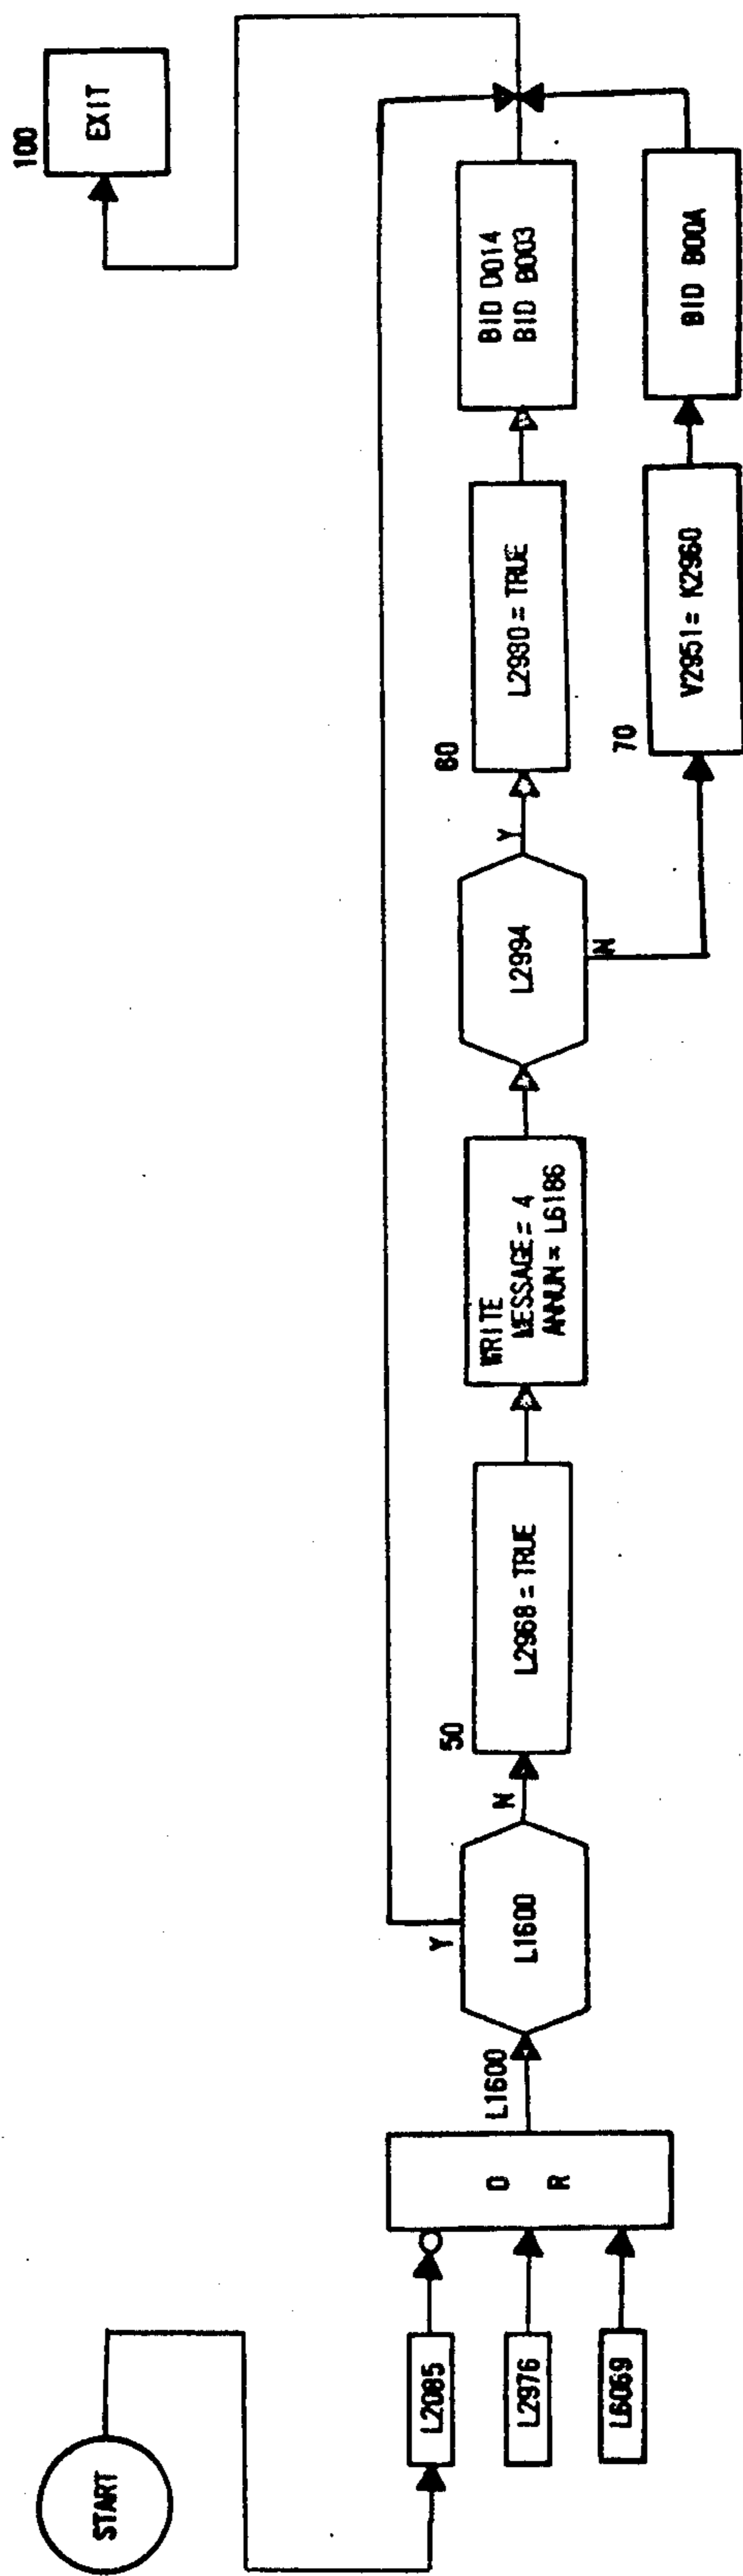 START
L2085
L2976
L6069
O R
L1600
L1600
Y
N
50
L2968 = TRUE
WRITE
MESSAGE = 4
ANNUN = L6186
L2994
Y
N
60
L2980 = TRUE
BID D014
BID B003
70
V2951 = K2960
BID B00A
100
EXIT